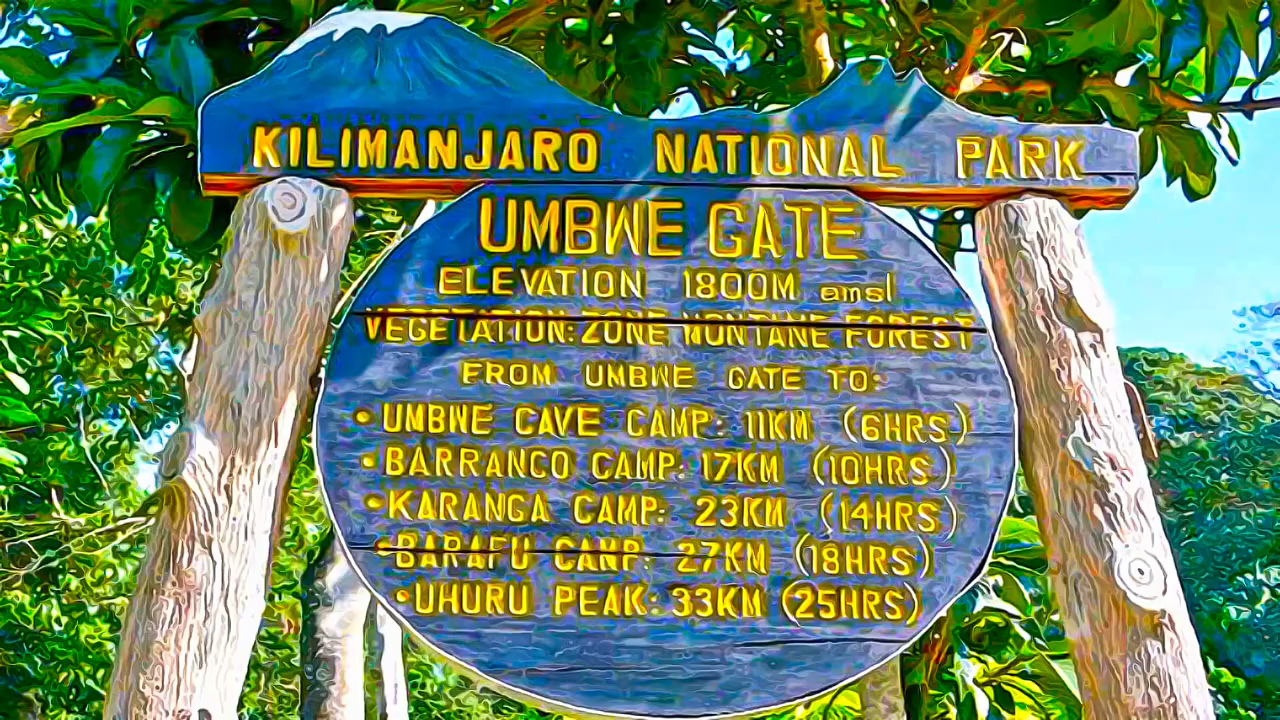 KILIMANJARO NATIONAL PARK
UMBWE GATE
ELEVATION 1800M amsl
VEGETATION: ZONE MONTANE FOREST
FROM UMBWE GATE TO:
• UMBWE CAVE CAMP: 11KM (6HRS)
• BARRANCO CAMP: 17KM (10HRS)
• KARANGA CAMP: 23KM (14HRS)
• BARAFU CAMP: 27KM (18HRS)
• UHURU PEAK: 33KM (25HRS)